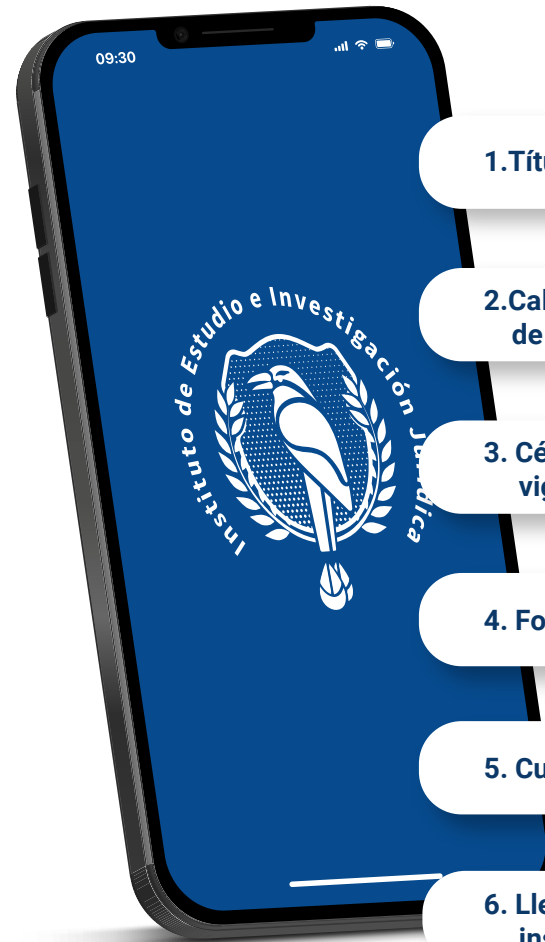 09:30
Instituto de Estudio e Investigación Jurídica
1.Títu
2.Cal
de
3. Cé
vig
4. Fo
5. Cu
6. Lle
ins